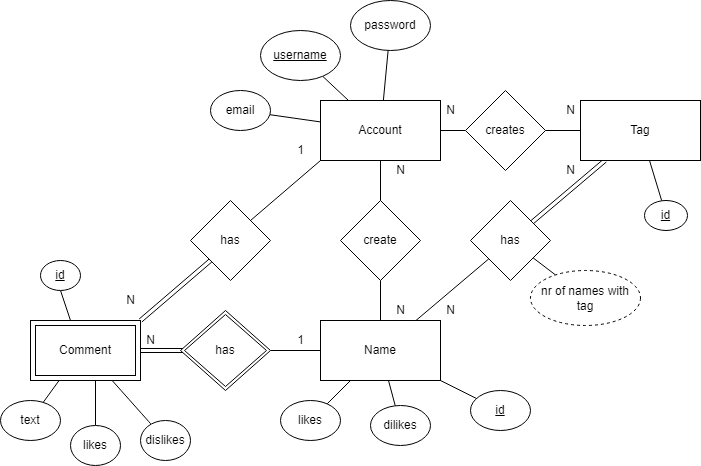 password
username
email
Account
N
creates
N
Tag
1
N
N
id
has
create
has
id
nr of names with
tag
N
N
N
Comment
N
has
1
Name
text
likes
dislikes
likes
dilikes
id